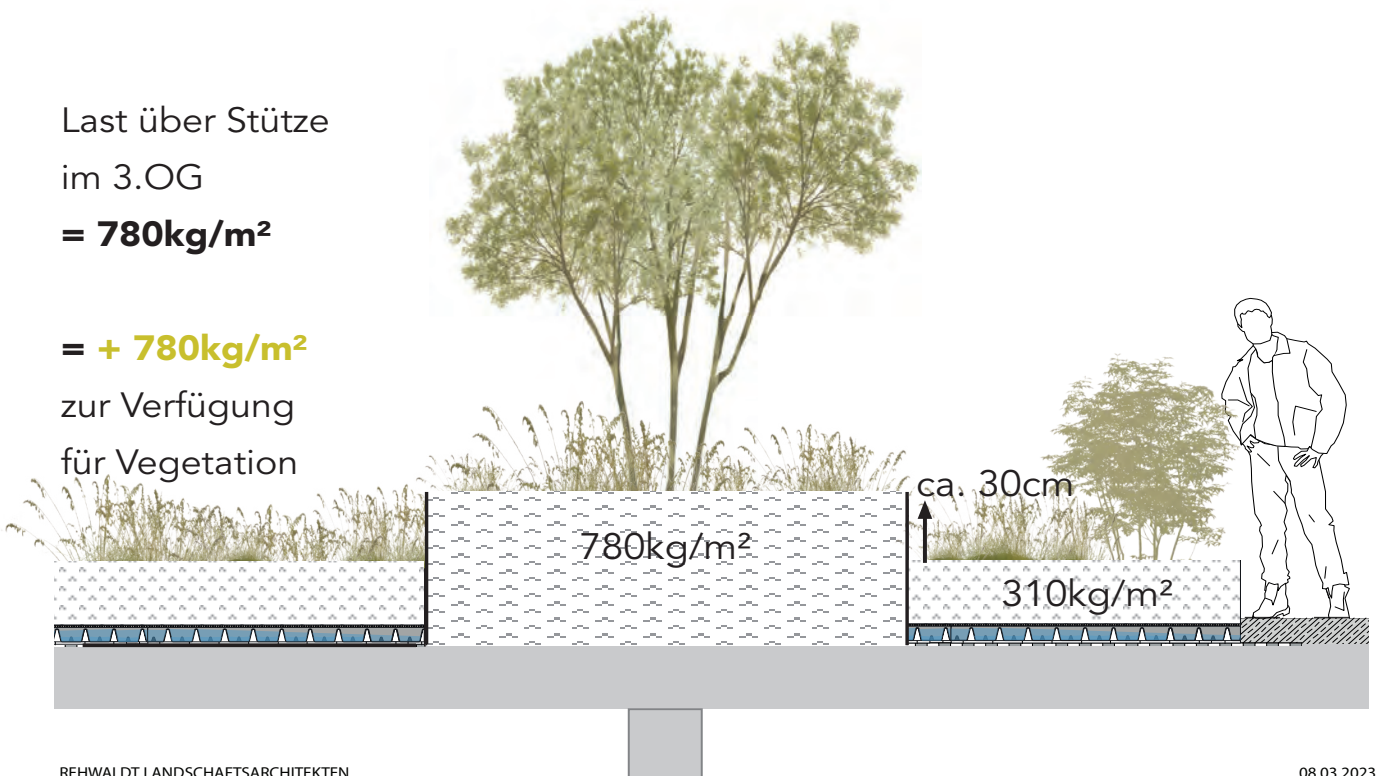 Last über Stütze
im 3.OG
= 780kg/m²
= + 780kg/m²
zur Verfügung
für Vegetation
ca. 30cm
780kg/m²
310kg/m²
REHWALDT LANDSCHAFTSARCHITEKTEN
08.03.2023